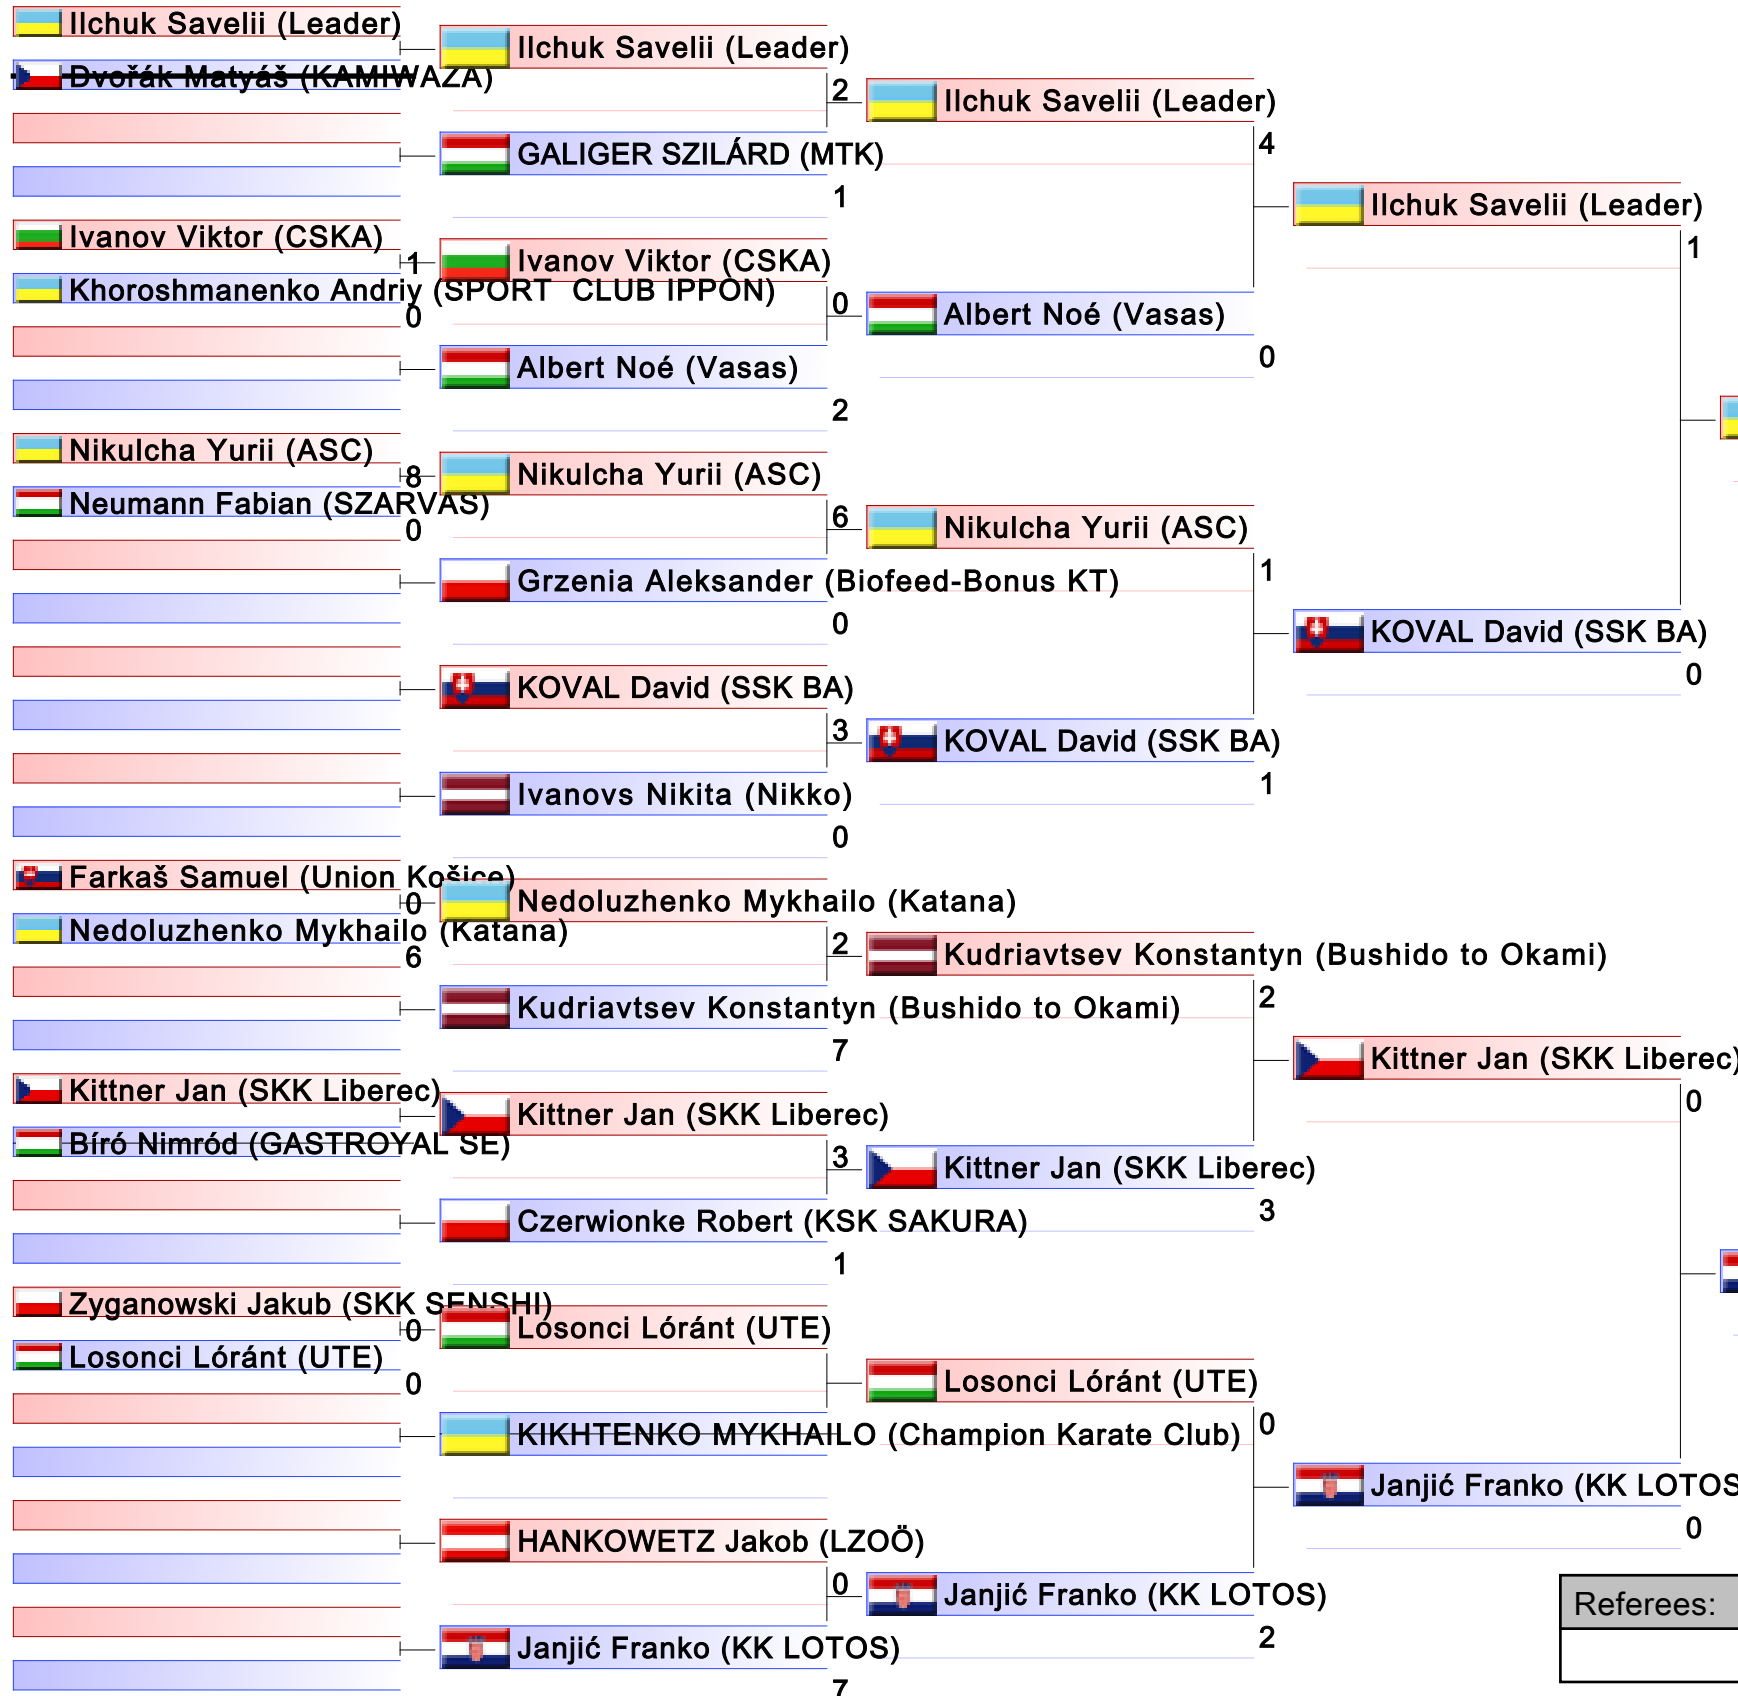 Ilchuk Savelii (Leader)
Dvořák Matyáš (KAMIWAZA)
Ivanov Viktor (CSKA)
1
Khoroshmanenko Andriy (SPORT  CLUB IPPON)
0
Nikulcha Yurii (ASC)
8
Neumann Fabian (SZARVAS)
0
Farkaš Samuel (Union Košice)
0
Nedoluzhenko Mykhailo (Katana)
6
Kittner Jan (SKK Liberec)
Bíró Nimród (GASTROYAL SE)
Zyganowski Jakub (SKK SENSHI)
0
Losonci Lóránt (UTE)
0
Ilchuk Savelii (Leader)
2
GALIGER SZILÁRD (MTK)
1
Ivanov Viktor (CSKA)
0
Albert Noé (Vasas)
2
Nikulcha Yurii (ASC)
6
Grzenia Aleksander (Biofeed-Bonus KT)
0
KOVAL David (SSK BA)
3
Ivanovs Nikita (Nikko)
0
Nedoluzhenko Mykhailo (Katana)
2
Kudriavtsev Konstantyn (Bushido to Okami)
7
Kittner Jan (SKK Liberec)
3
Czerwionke Robert (KSK SAKURA)
1
Losonci Lóránt (UTE)
KIKHTENKO MYKHAILO (Champion Karate Club)
HANKOWETZ Jakob (LZOÖ)
0
Janjić Franko (KK LOTOS)
7
Ilchuk Savelii (Leader)
4
Albert Noé (Vasas)
0
Nikulcha Yurii (ASC)
1
KOVAL David (SSK BA)
1
Kudriavtsev Konstantyn (Bushido to Okami)
2
Kittner Jan (SKK Liberec)
3
Losonci Lóránt (UTE)
0
Janjić Franko (KK LOTOS)
2
Ilchuk Savelii (Leader)
1
KOVAL David (SSK BA)
0
Kittner Jan (SKK Liberec)
0
Janjić Franko (KK LOTOS
0
Referees: